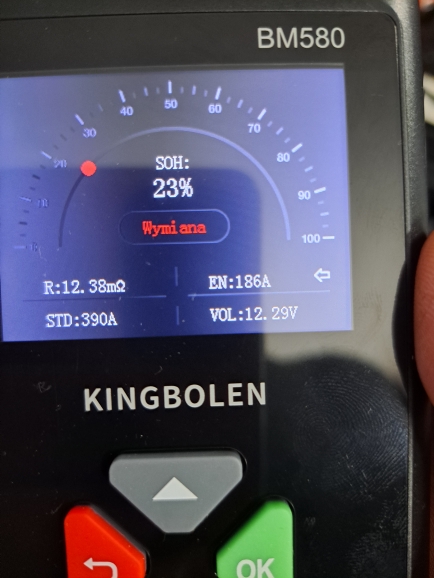 BM580
50
40
60
30
70
20
80
SOH:
23%
10
90
Wymiana
0
100
R:12.38mΩ
EN:186A
STD:390A
VOL:12.29V
KINGBOLEN
OK